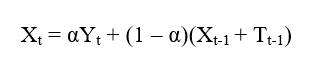 Xt = αYt + (1 – α)(Xt-1 + Tt-1)